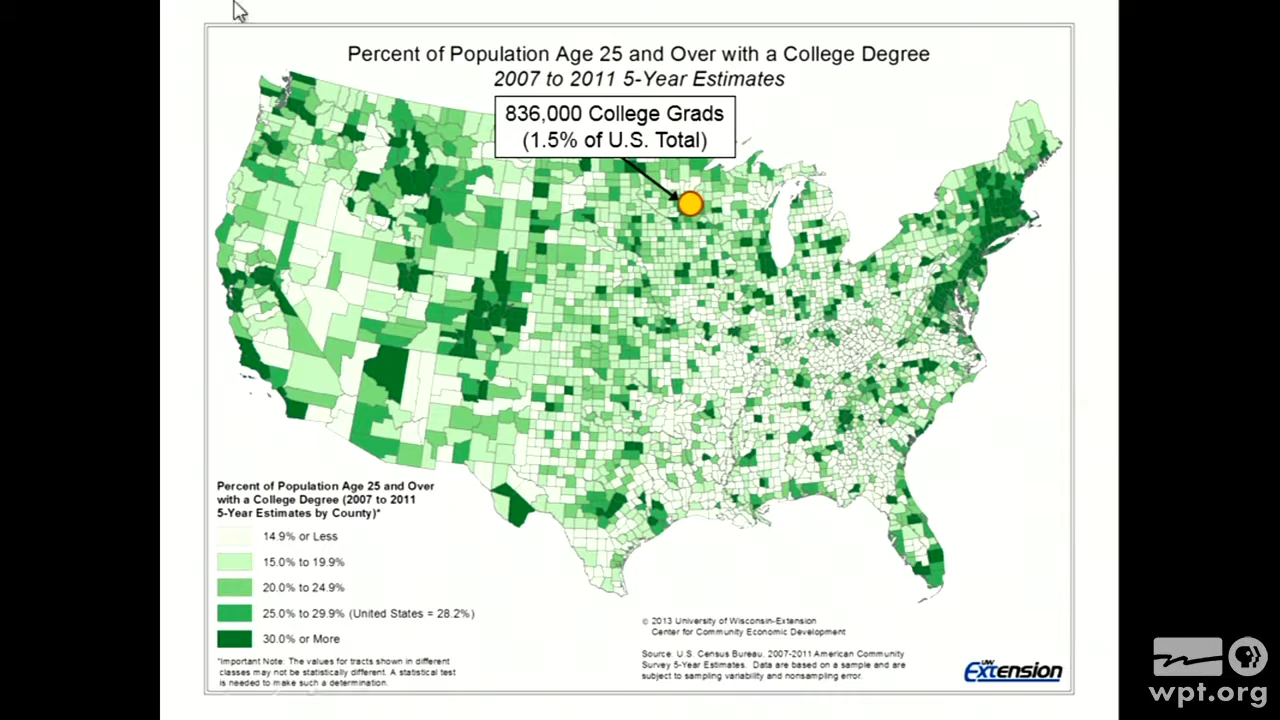 Percent of Population Age 25 and Over with a College Degree
2007 to 2011 5-Year Estimates
836,000 College Grads
(1.5% of U.S. Total)
Percent of Population Age 25 and Over
with a College Degree (2007 to 2011
5-Year Estimates by County)*
14.9% or Less
15.0% to 19.9%
20.0% to 24.9%
25.0% to 29.9% (United States = 28.2%)
30.0% or More
*Important Note: The values for tracts shown in different
classes may not be statistically different. A statistical test
is needed to make such a determination.
© 2013 University of Wisconsin-Extension
Center for Community Economic Development
Source: U.S. Census Bureau. 2007-2011 American Community
Survey 5-Year Estimates. Data are based on a sample and are
subject to sampling variability and nonsampling error.
UW
Extension
wpt.org